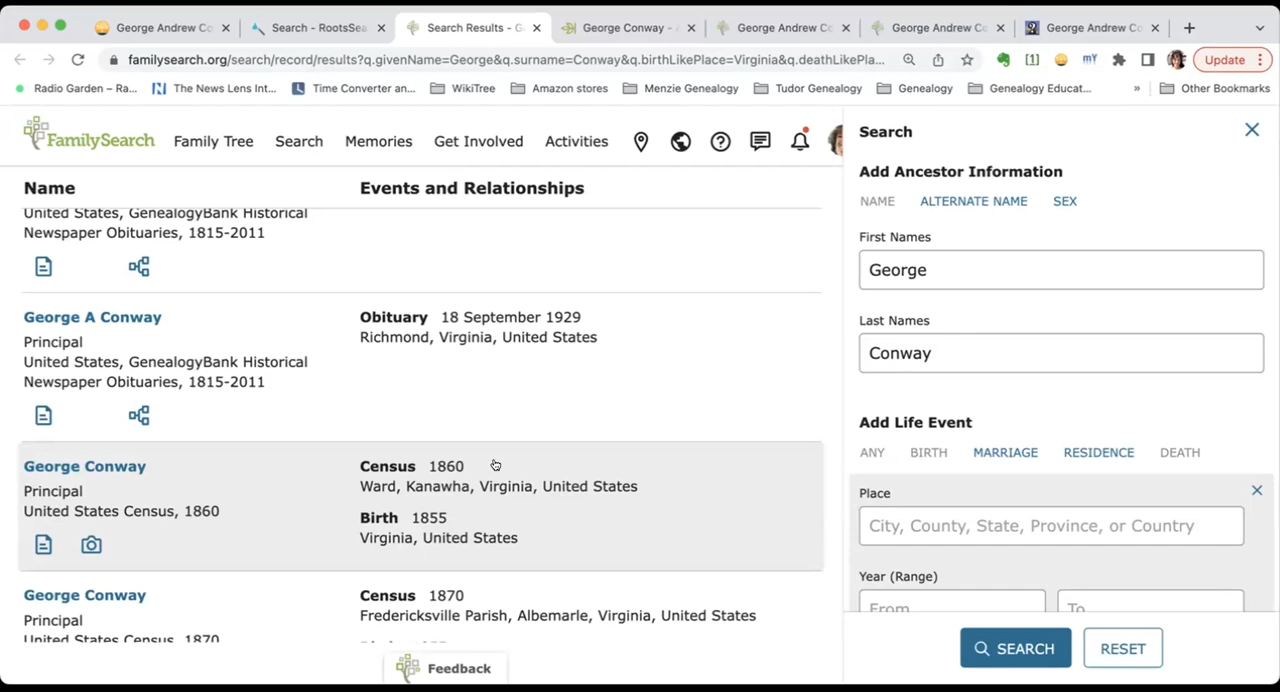 George Andrew Co
Search - RootsSea
Search Results - G
George Conway - A
George Andrew Co
George Andrew Co
George Andrew Co
familysearch.org/search/record/results?q.givenName=George&q.surname=Conway&q.birthLikePlace=Virginia&q.deathLikePla...
[1]
mY
Update
Radio Garden – Ra...
The News Lens Int...
Time Converter an...
WikiTree
Amazon stores
Menzie Genealogy
Tudor Genealogy
Genealogy
Genealogy Educat...
»
Other Bookmarks
FamilySearch
Family Tree
Search
Memories
Get Involved
Activities
Name
Events and Relationships
United States, GenealogyBank Historical
Newspaper Obituaries, 1815-2011
George A Conway
Principal
United States, GenealogyBank Historical
Newspaper Obituaries, 1815-2011
Obituary 18 September 1929
Richmond, Virginia, United States
George Conway
Principal
United States Census, 1860
Census 1860
Ward, Kanawha, Virginia, United States
Birth 1855
Virginia, United States
George Conway
Principal
United States Census, 1870
Census 1870
Fredericksville Parish, Albemarle, Virginia, United States
Feedback
Search
Add Ancestor Information
NAME
ALTERNATE NAME
SEX
First Names
George
Last Names
Conway
Add Life Event
ANY
BIRTH
MARRIAGE
RESIDENCE
DEATH
Place
City, County, State, Province, or Country
Year (Range)
From
To
SEARCH
RESET